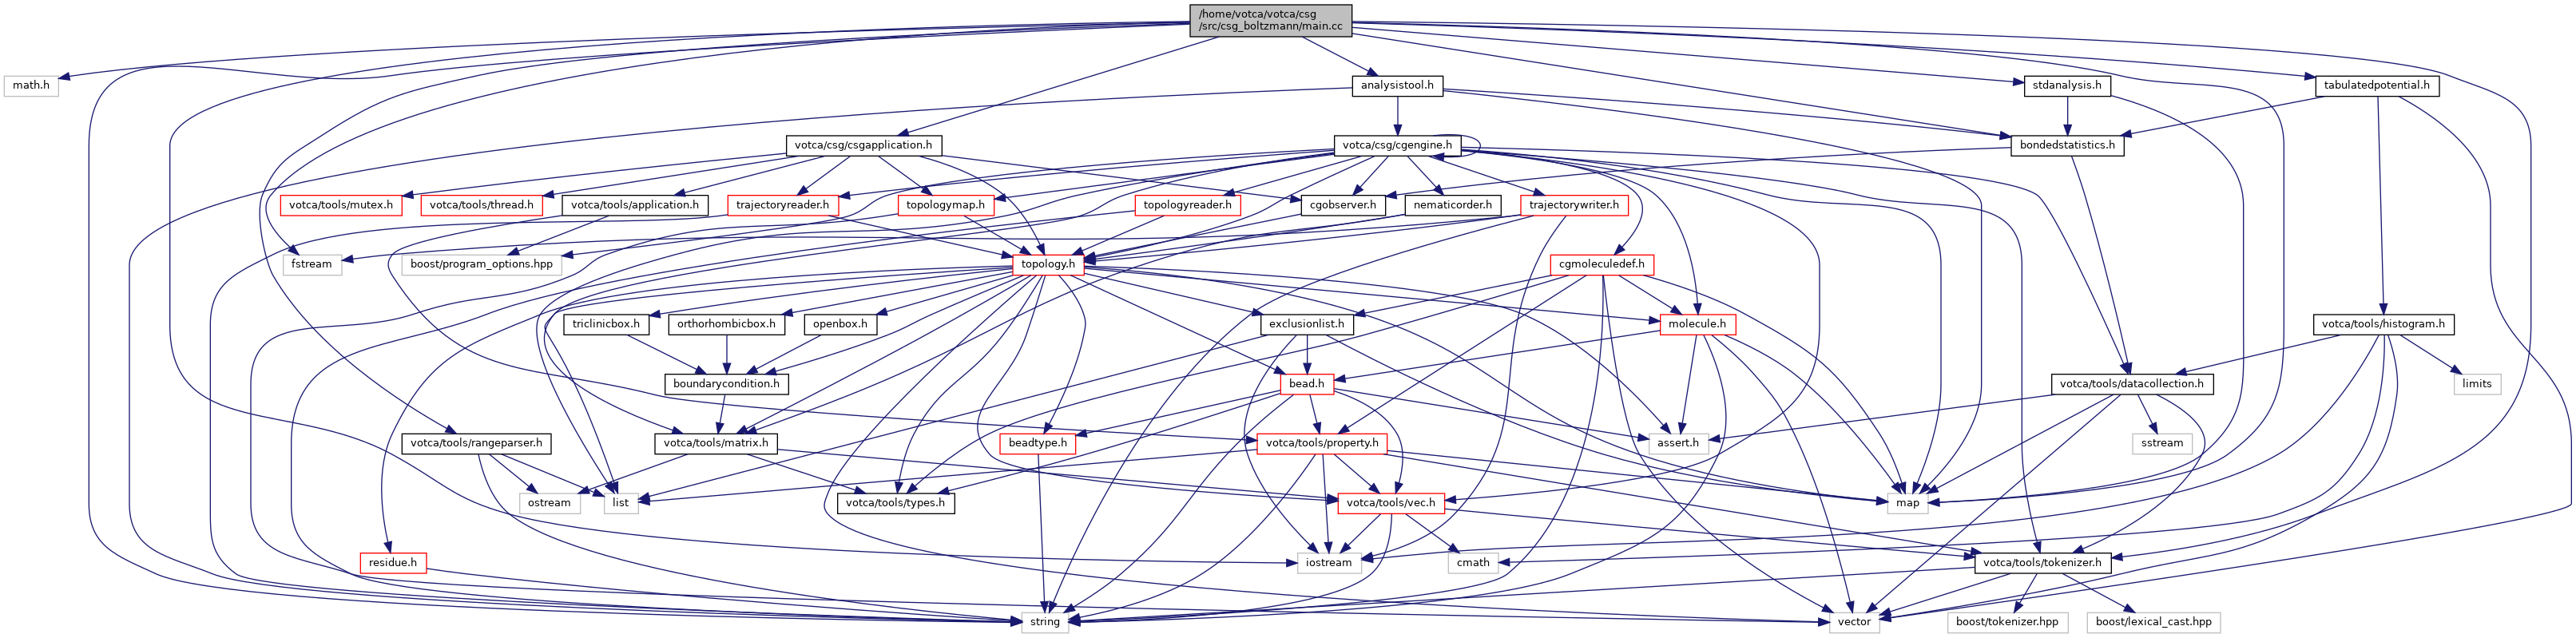 /home/votca/votca/csg
/src/csg_boltzmann/main.cc
math.h
analysistool.h
stdanalysis.h
tabulatedpotential.h
votca/csg/csgapplication.h
votca/csg/cgengine.h
bondedstatistics.h
votca/tools/mutex.h
votca/tools/thread.h
votca/tools/application.h
trajectoryreader.h
topologymap.h
topologyreader.h
cgobserver.h
nematicorder.h
trajectorywriter.h
fstream
boost/program_options.hpp
topology.h
cgmoleculedef.h
triclinicbox.h
orthorhombicbox.h
openbox.h
exclusionlist.h
molecule.h
votca/tools/histogram.h
boundarycondition.h
bead.h
votca/tools/datacollection.h
limits
votca/tools/rangeparser.h
votca/tools/matrix.h
beadtype.h
votca/tools/property.h
assert.h
sstream
ostream
list
votca/tools/types.h
votca/tools/vec.h
map
residue.h
iostream
cmath
votca/tools/tokenizer.h
string
vector
boost/tokenizer.hpp
boost/lexical_cast.hpp